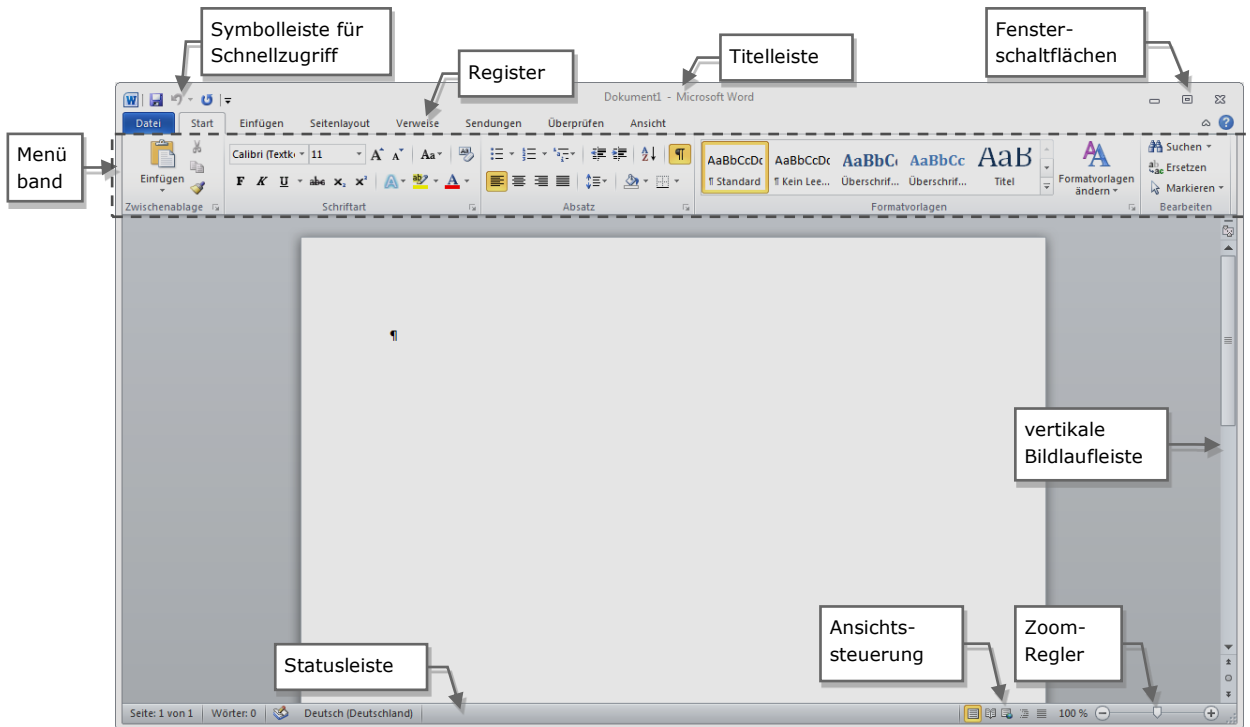 Symbolleiste für
Schnellzugriff
Register
Titelleiste
Fenster-
schaltflächen
Dokument1 - Microsoft Word
Datei Start Einfügen Seitenlayout Verweise Sendungen Überprüfen Ansicht
Menü
band
Einfügen
Calibri (Textk 11
F K U abc x₂ x²
AaBbCcDc AaBbCcDc AaBbC AaBbCc AaB
¶ Standard ¶ Kein Lee... Überschrif... Überschrif... Titel
Formatvorlagen
ändern
Suchen
Ersetzen
Markieren
Zwischenablage Schriftart Absatz Formatvorlagen Bearbeiten
¶
vertikale
Bildlaufleiste
Statusleiste
Ansichts-
steuerung
Zoom-
Regler
Seite: 1 von 1 Wörter: 0 Deutsch (Deutschland) 100 %